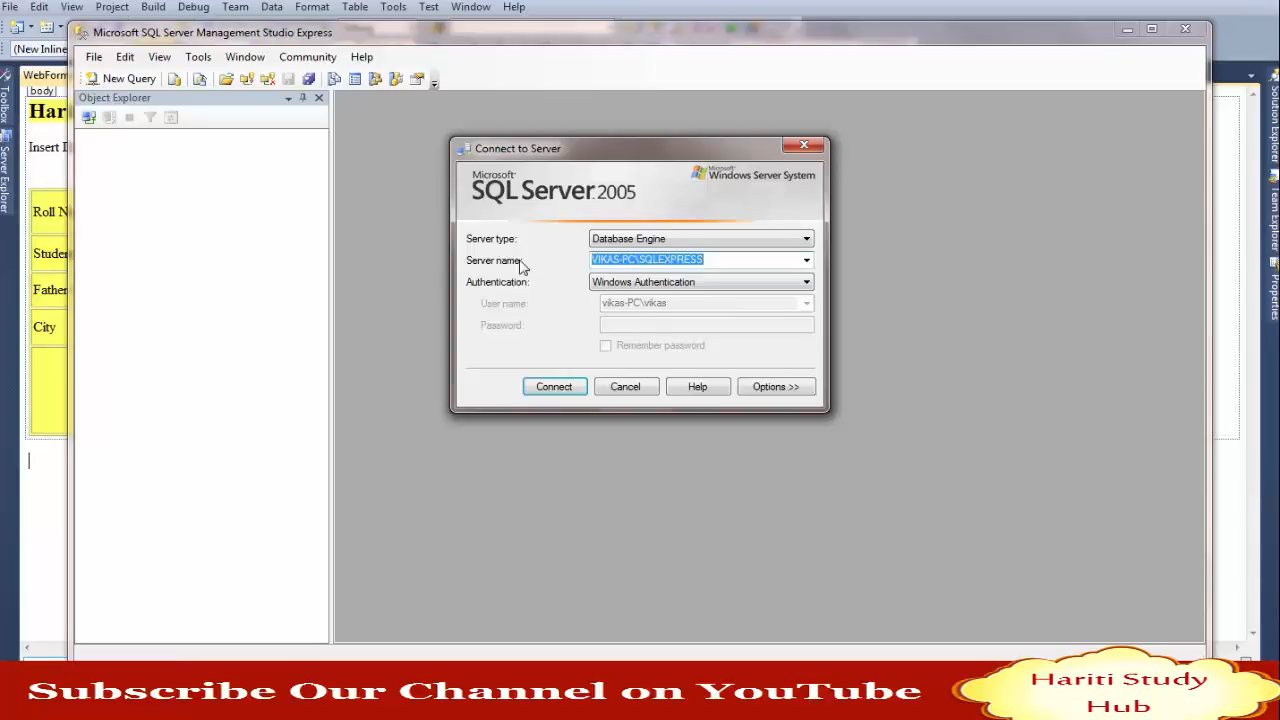 File Edit View Project Build Debug Team Data Format Table Tools Test Window Help
Microsoft SQL Server Management Studio Express
(New Inline
File Edit View Tools Window Community Help
New Query
WebForm
body
Object Explorer
Har
Insert D
Roll N
Studen
Father
City
Toolbox
Server Explorer
Connect to Server
Microsoft
SQL Server 2005
Microsoft
Windows Server System
Server type: Database Engine
Server name: VIKAS-PC\SQLEXPRESS
Authentication: Windows Authentication
User name: vikas-PC\vikas
Password:
Remember password
Connect Cancel Help Options >>
Solution Explorer
Team Explorer
Properties
Subscribe Our Channel on YouTube
Hariti Study
Hub